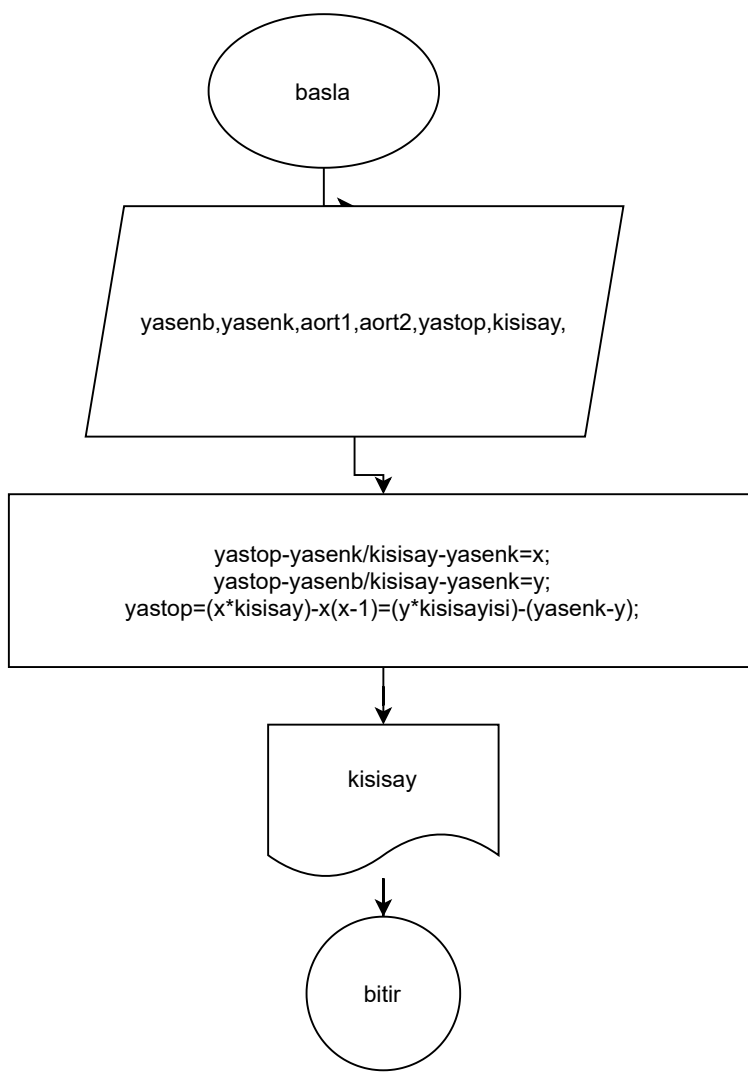 basla
yasenb,yasenk,aort1,aort2,yastop,kisisay,
yastop-yasenk/kisisay-yasenk=x;
yastop-yasenb/kisisay-yasenk=y;
yastop=(x*kisisay)-x(x-1)=(y*kisisayisi)-(yasenk-y);
kisisay
bitir